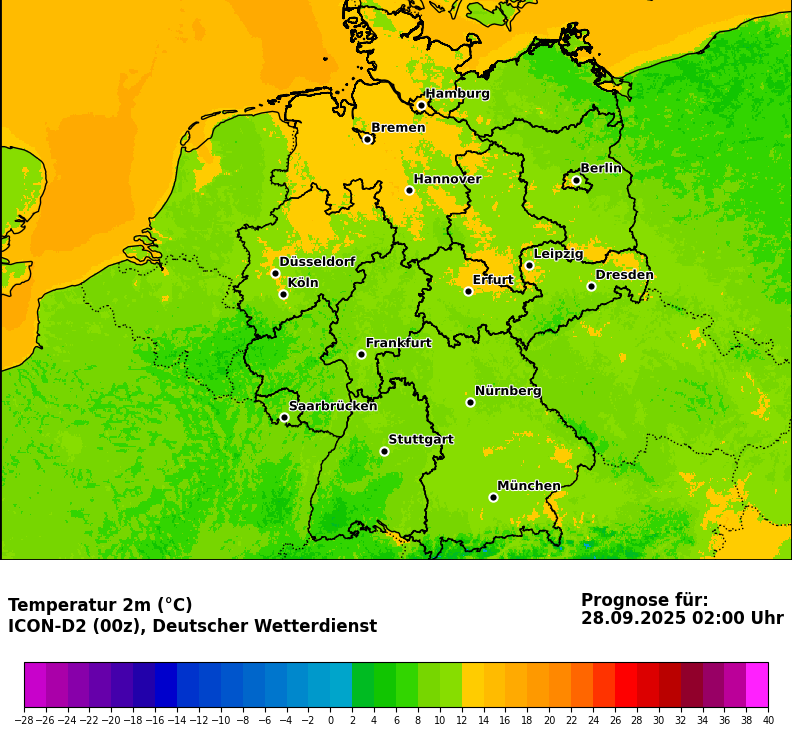 Hamburg
Bremen
Berlin
Hannover
Leipzig
Düsseldorf
Dresden
Köln
Erfurt
Frankfurt
Nürnberg
Saarbrücken
Stuttgart
München
Temperatur 2m (°C)
ICON-D2 (00z), Deutscher Wetterdienst
Prognose für:
28.09.2025 02:00 Uhr
−28 −26 −24 −22 −20 −18 −16 −14 −12 −10 −8 −6 −4 −2 0 2 4 6 8 10 12 14 16 18 20 22 24 26 28 30 32 34 36 38 40